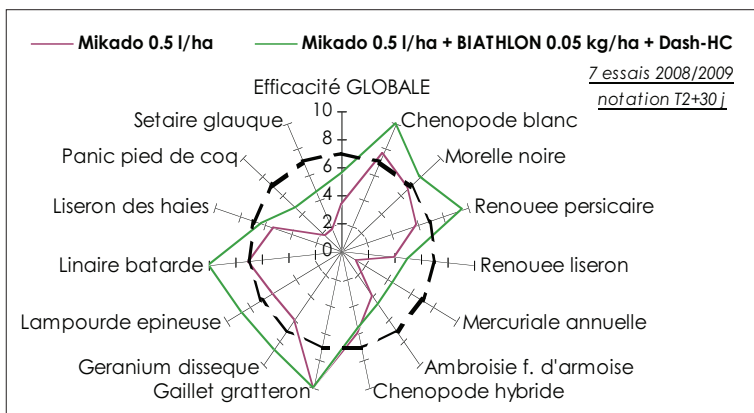 Mikado 0.5 l/ha
Mikado 0.5 l/ha + BIATHLON 0.05 kg/ha + Dash-HC
7 essais 2008/2009
notation T2+30 j
Efficacité GLOBALE
Setaire glauque
Chenopode blanc
Panic pied de coq
Morelle noire
Liseron des haies
Renouee persicaire
Linaire batarde
Renouee liseron
Lampourde epineuse
Mercuriale annuelle
Geranium disseque
Ambroisie f. d'armoise
Gaillet gratteron
Chenopode hybride
10
8
6
4
2
0